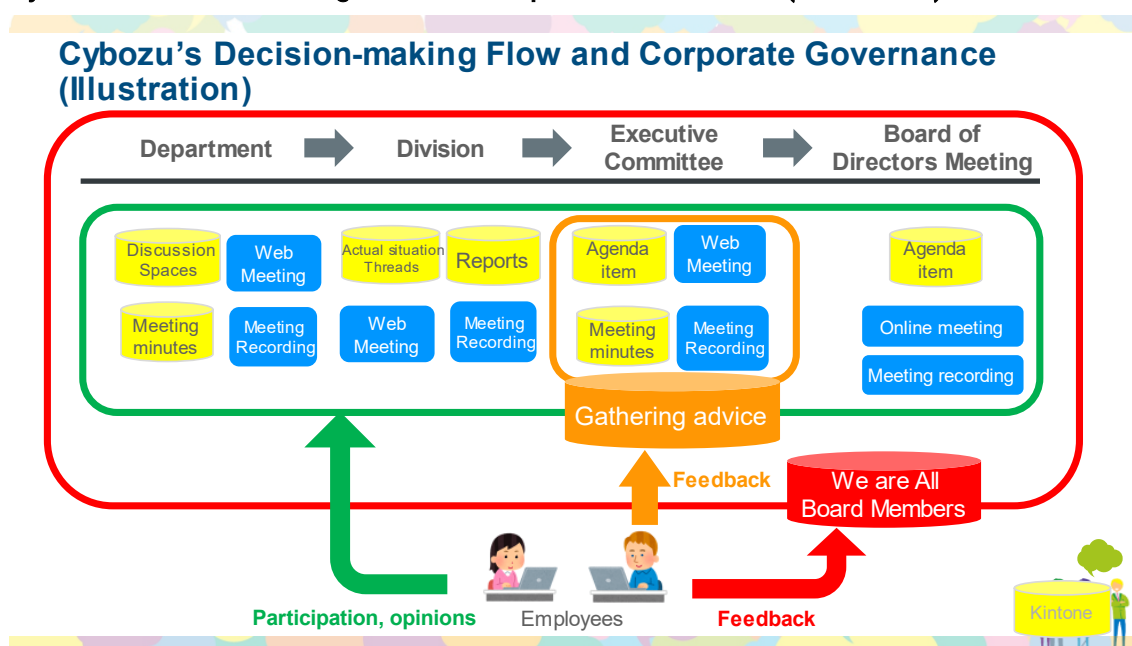 Cybozu's Decision-making Flow and Corporate Governance
(Illustration)
Department
Division
Executive
Committee
Board of
Directors Meeting
Discussion
Spaces
Web
Meeting
Actual situation
Threads
Reports
Agenda
item
Web
Meeting
Agenda
item
Meeting
minutes
Meeting
Recording
Web
Meeting
Meeting
Recording
Meeting
minutes
Meeting
Recording
Online meeting
Meeting recording
Gathering advice
Feedback
We are All
Board Members
Participation, opinions
Employees
Feedback
Kintone